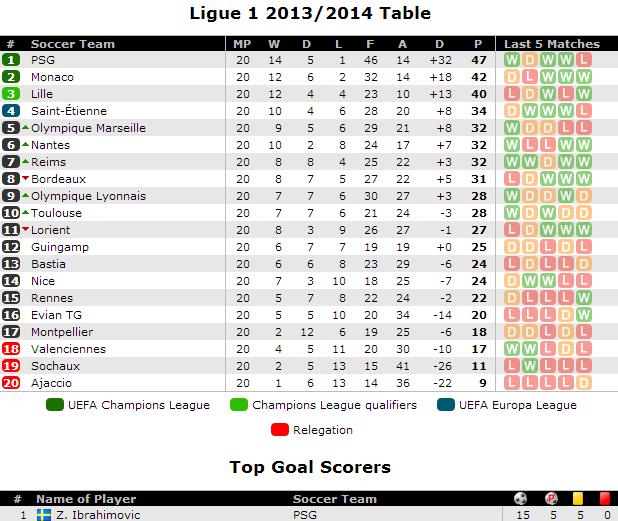 Ligue 1 2013/2014 Table
# Soccer Team MP W D L F A D P Last 5 Matches
1 PSG 20 14 5 1 46 14 +32 47 W D W W L
2 Monaco 20 12 6 2 32 14 +18 42 D L W W W
3 Lille 20 12 4 4 23 10 +13 40 L D W L W
4 Saint-Étienne 20 10 4 6 28 20 +8 34 D W W W L
5 Olympique Marseille 20 9 5 6 29 21 +8 32 W D D L L
6 Nantes 20 10 2 8 24 17 +7 32 W L L W W
7 Reims 20 8 8 4 25 22 +3 32 W W D W W
8 Bordeaux 20 8 7 5 27 22 +5 31 L D W W W
9 Olympique Lyonnais 20 7 7 6 30 27 +3 28 W D D W D
10 Toulouse 20 7 7 6 21 24 -3 28 W D W D D
11 Lorient 20 8 3 9 26 27 -1 27 L D W W W
12 Guingamp 20 6 7 7 19 19 +0 25 D D L D L
13 Bastia 20 6 6 8 23 29 -6 24 L D L L D
14 Nice 20 7 3 10 18 25 -7 24 D W W L L
15 Rennes 20 5 7 8 22 24 -2 22 D L L L W
16 Evian TG 20 5 5 10 20 34 -14 20 L L L D W
17 Montpellier 20 2 12 6 19 25 -6 18 D D L D L
18 Valenciennes 20 4 5 11 20 30 -10 17 W W L D L
19 Sochaux 20 2 5 13 15 41 -26 11 L W L L L
20 Ajaccio 20 1 6 13 14 36 -22 9 L L L L D
UEFA Champions League Champions League qualifiers UEFA Europa League
Relegation
Top Goal Scorers
# Name of Player Soccer Team P
1 Z. Ibrahimovic PSG 15 5 5 0